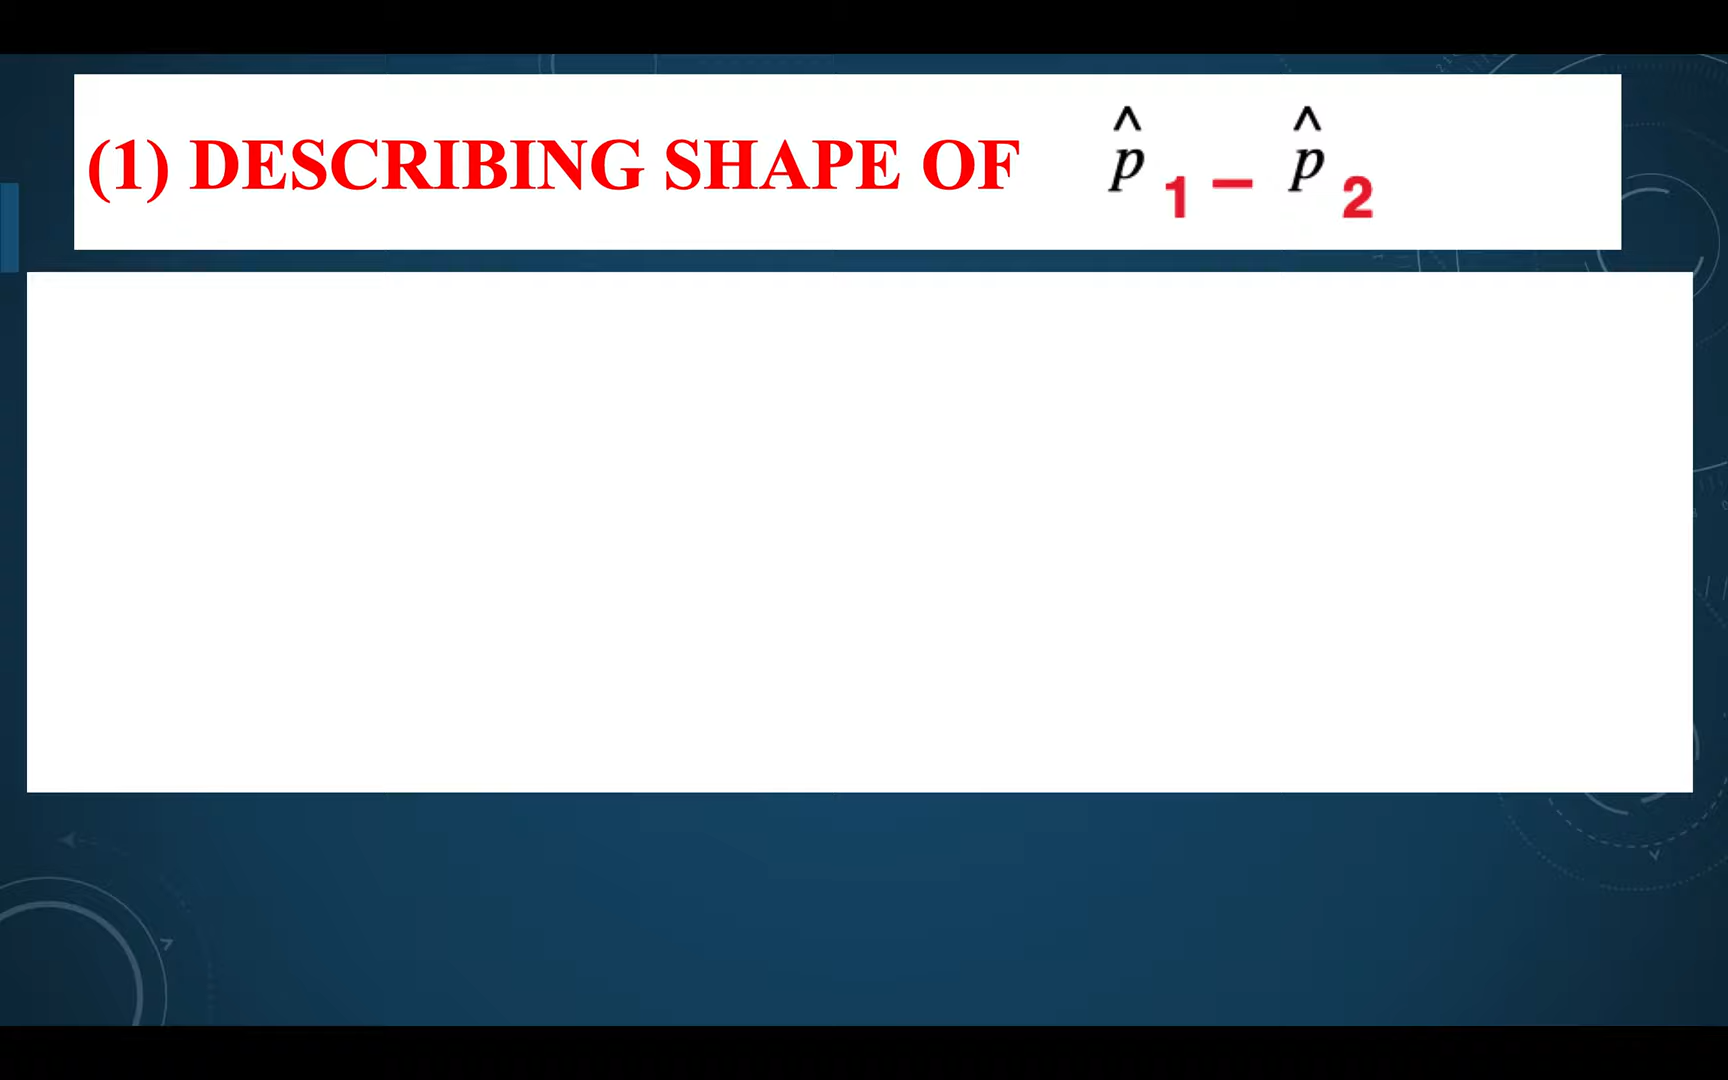 (1) DESCRIBING SHAPE OF p̂ 1 – p̂ 2